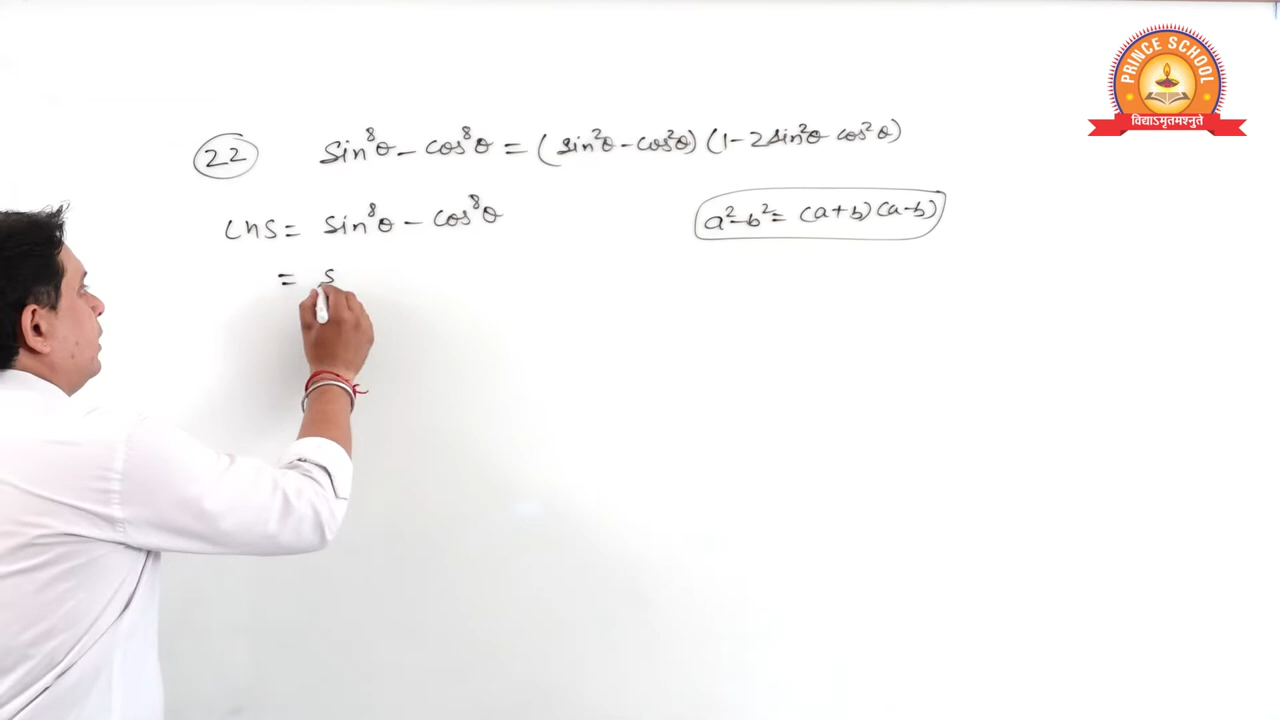 PRINCE SCHOOL
विद्याऽमृतमश्नुते
22 sin⁸θ - cos⁸θ = (sin²θ - cos²θ) (1 - 2 sin²θ cos²θ)
LHS = sin⁸θ - cos⁸θ
a² - b² = (a+b) (a-b)
= s